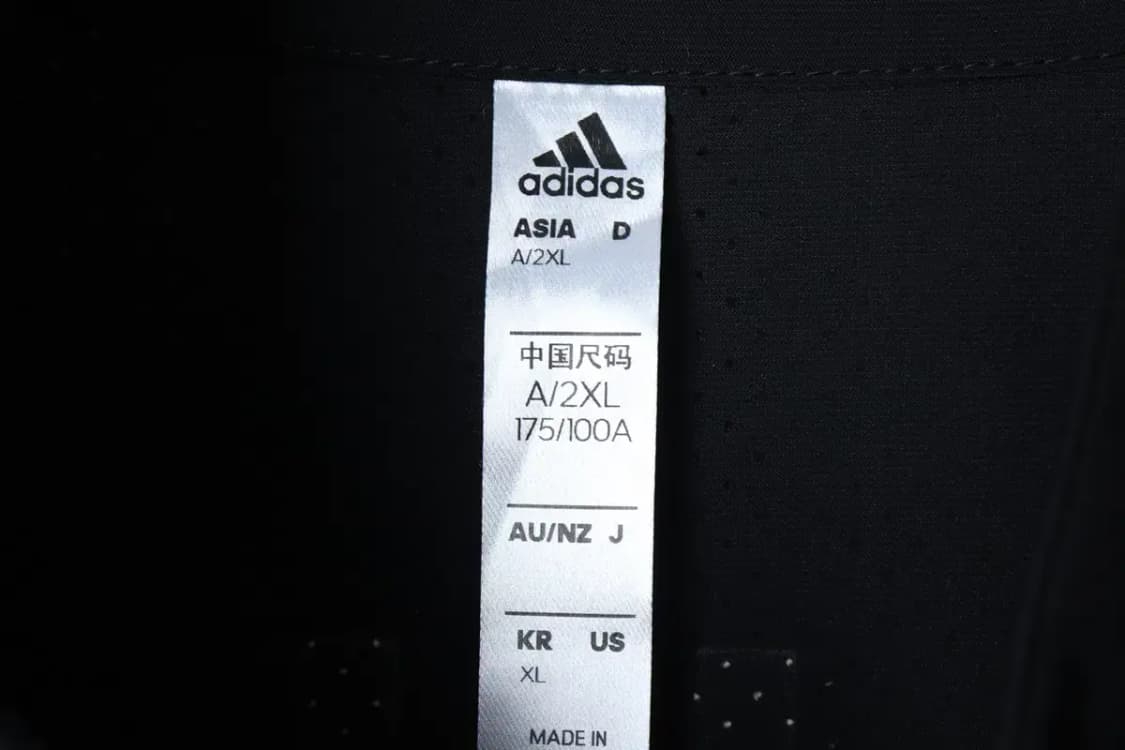 adidas
ASIA D
A/2XL
中国尺码
A/2XL
175/100A
AU/NZ J
KR US
XL
MADE IN